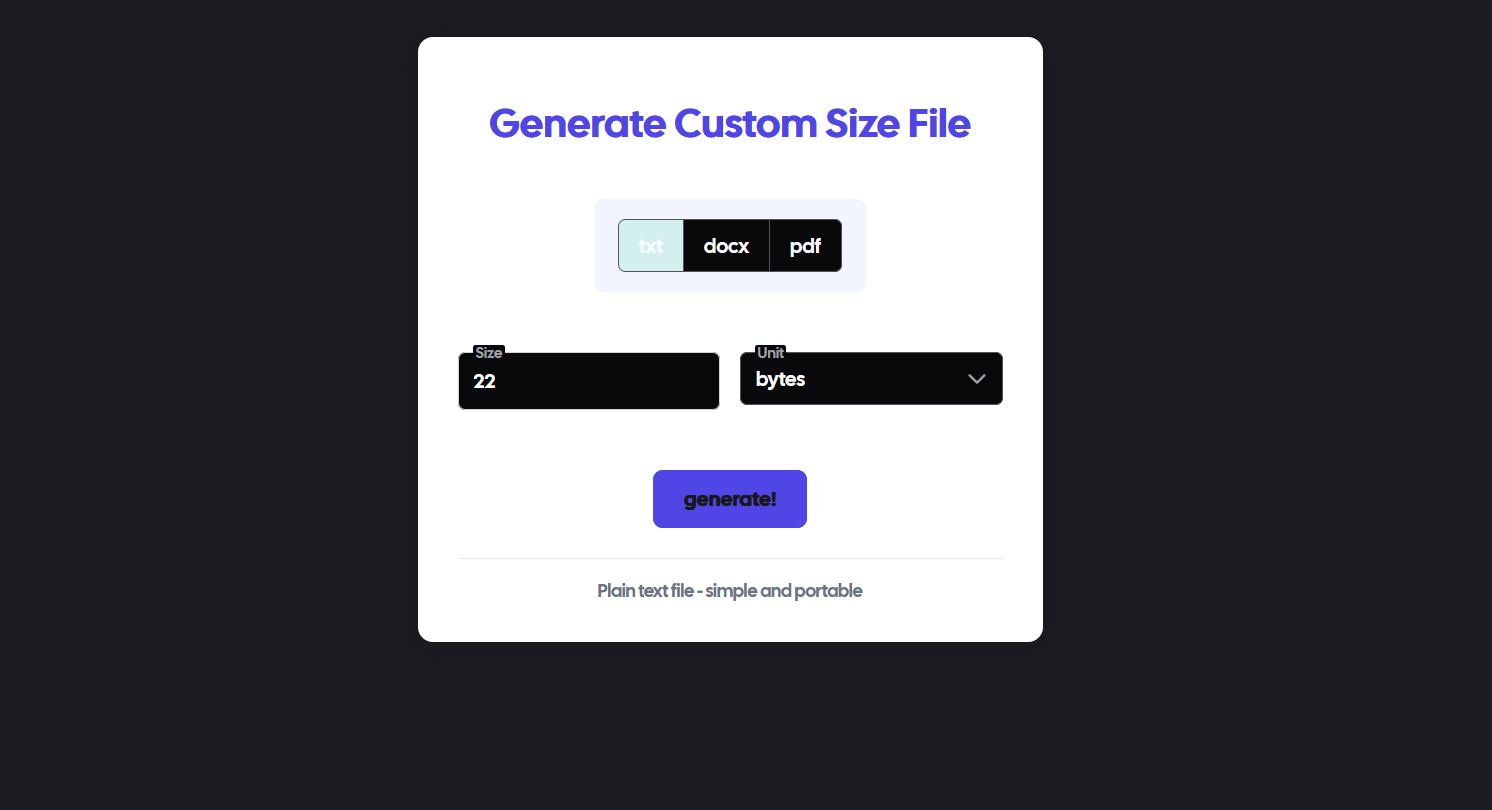 Generate Custom Size File
txt docx pdf
Size Unit
22 bytes
generate!
Plain text file - simple and portable